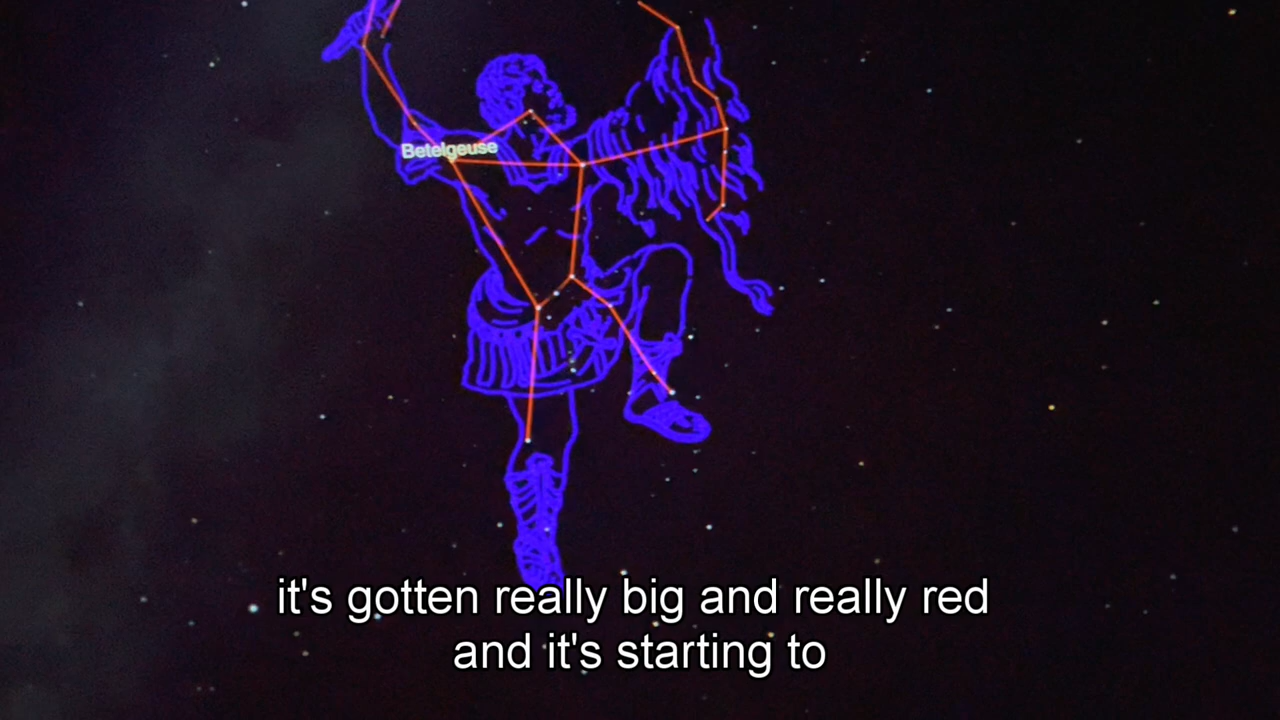 Betelgeuse
it's gotten really big and really red
and it's starting to